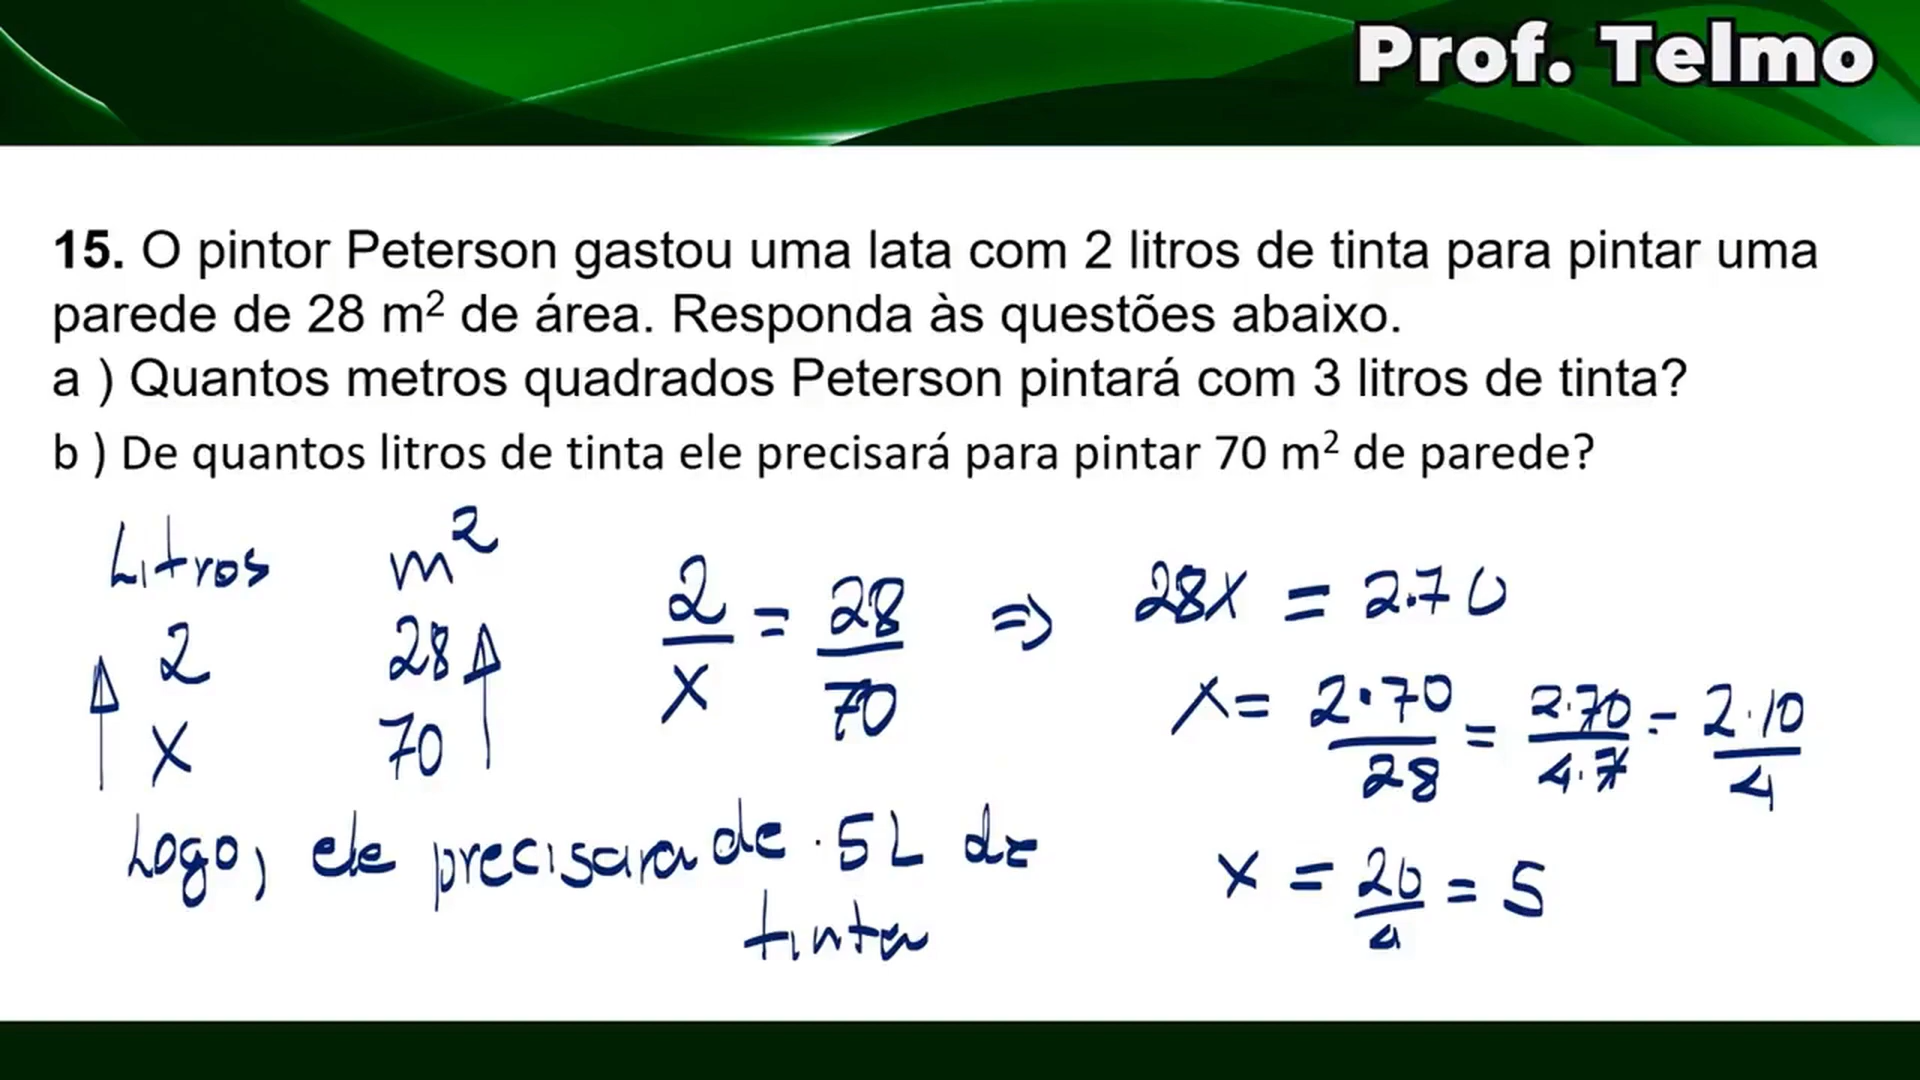 Prof. Telmo
15. O pintor Peterson gastou uma lata com 2 litros de tinta para pintar uma
parede de 28 m² de área. Responda às questões abaixo.
a ) Quantos metros quadrados Peterson pintará com 3 litros de tinta?
b ) De quantos litros de tinta ele precisará para pintar 70 m² de parede?
Litros m²
2 28
x 70
2/x = 28/70 => 28x = 2.70
x = 2.70/28 = 2.70/4.7 = 2.10/4
x = 20/4 = 5
Logo, ele precisara de .5L de
tinta